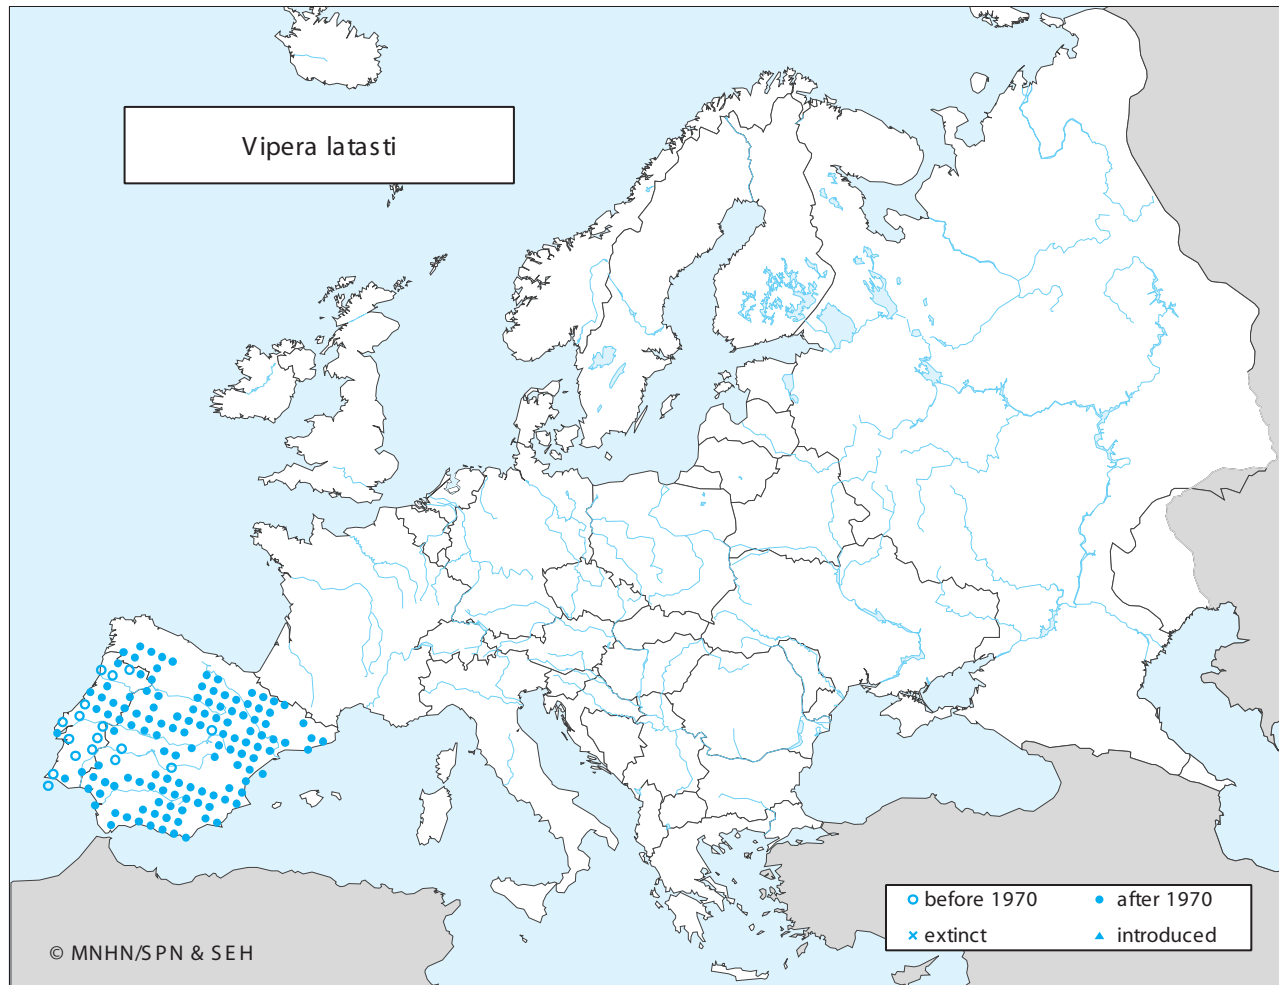 Vipera latasti
before 1970
after 1970
extinct
introduced
© MNHN/SPN & SEH